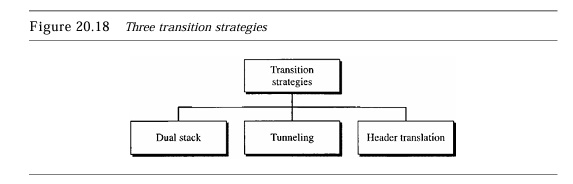 Figure 20.18 Three transition strategies
Transition
strategies
Dual stack
Tunneling
Header translation